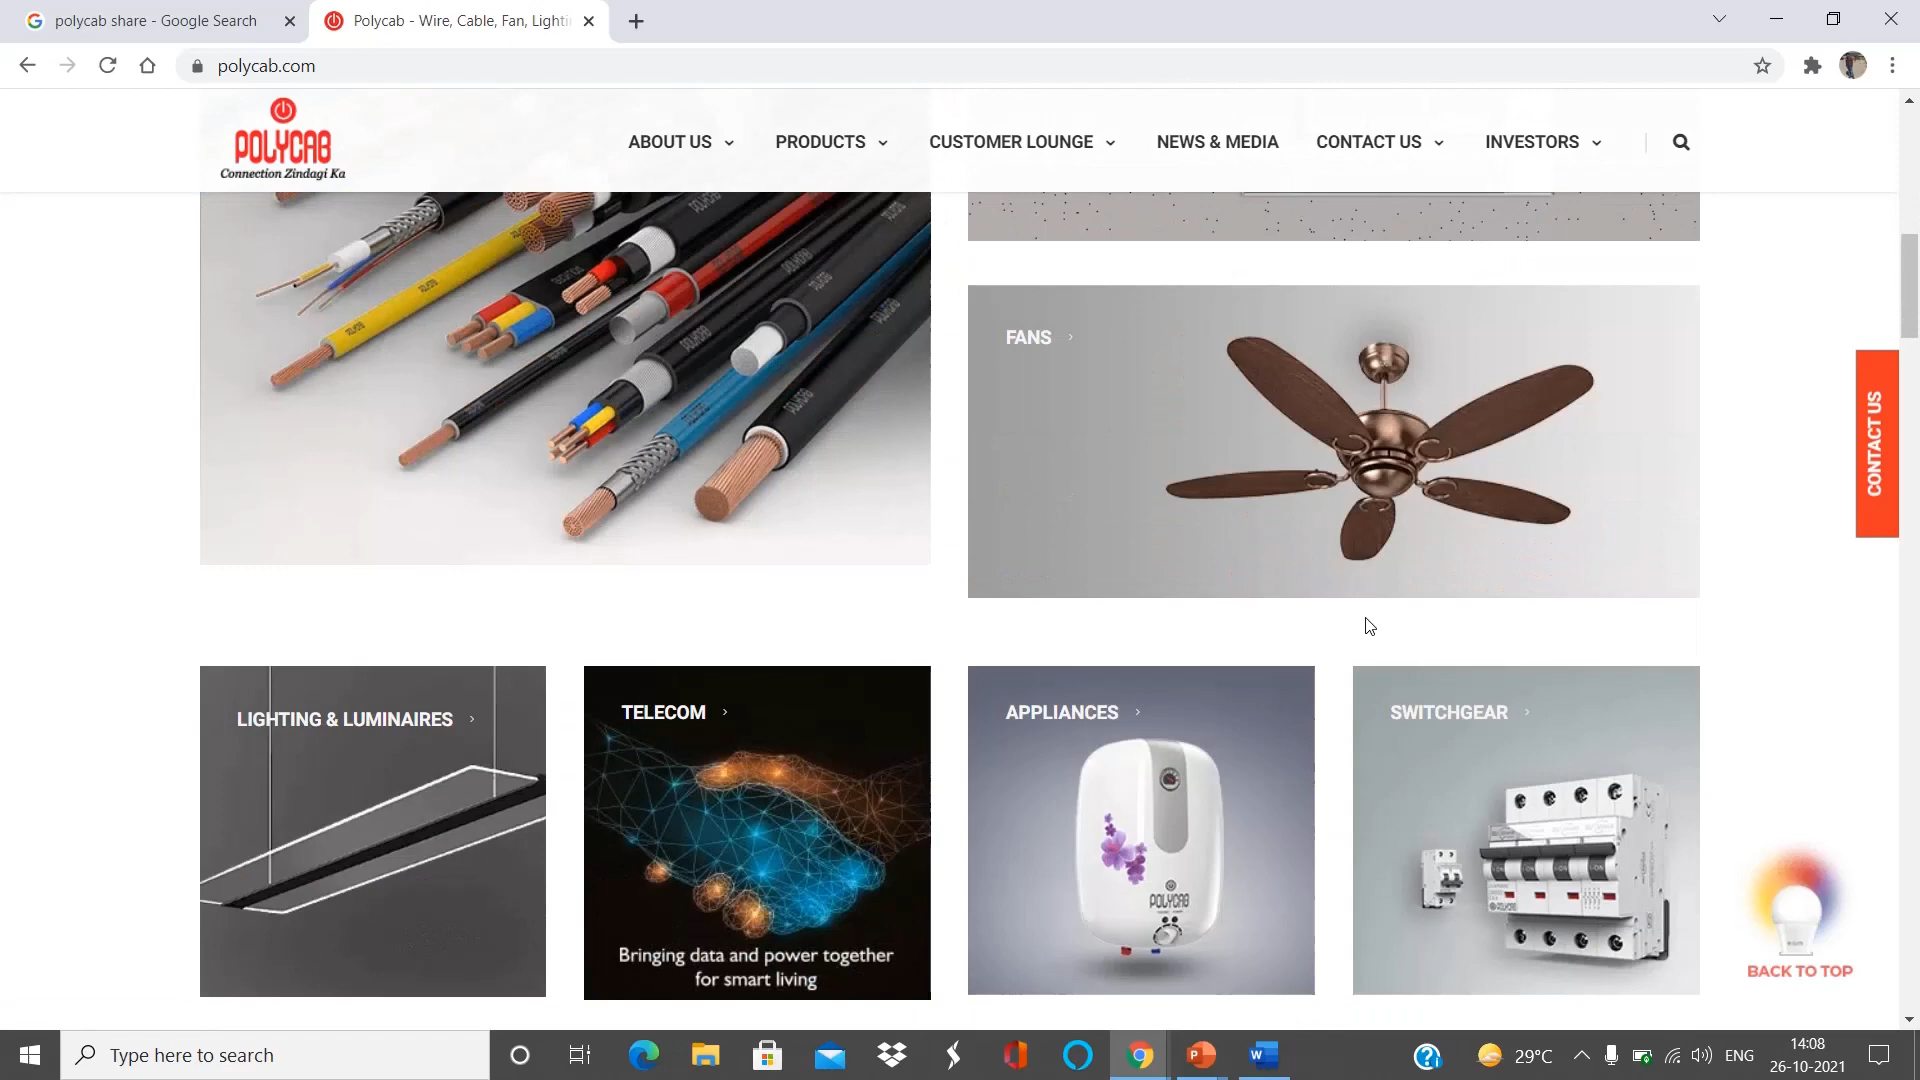 polycab share - Google Search
Polycab - Wire, Cable, Fan, Lighti
polycab.com
POLYCAB
Connection Zindagi Ka
ABOUT US
PRODUCTS
CUSTOMER LOUNGE
NEWS & MEDIA
CONTACT US
INVESTORS
FANS
CONTACT US
LIGHTING & LUMINAIRES
TELECOM
APPLIANCES
SWITCHGEAR
POLYCAB
Bringing data and power together
for smart living
BACK TO TOP
Type here to search
29°C
ENG
14:08
26-10-2021